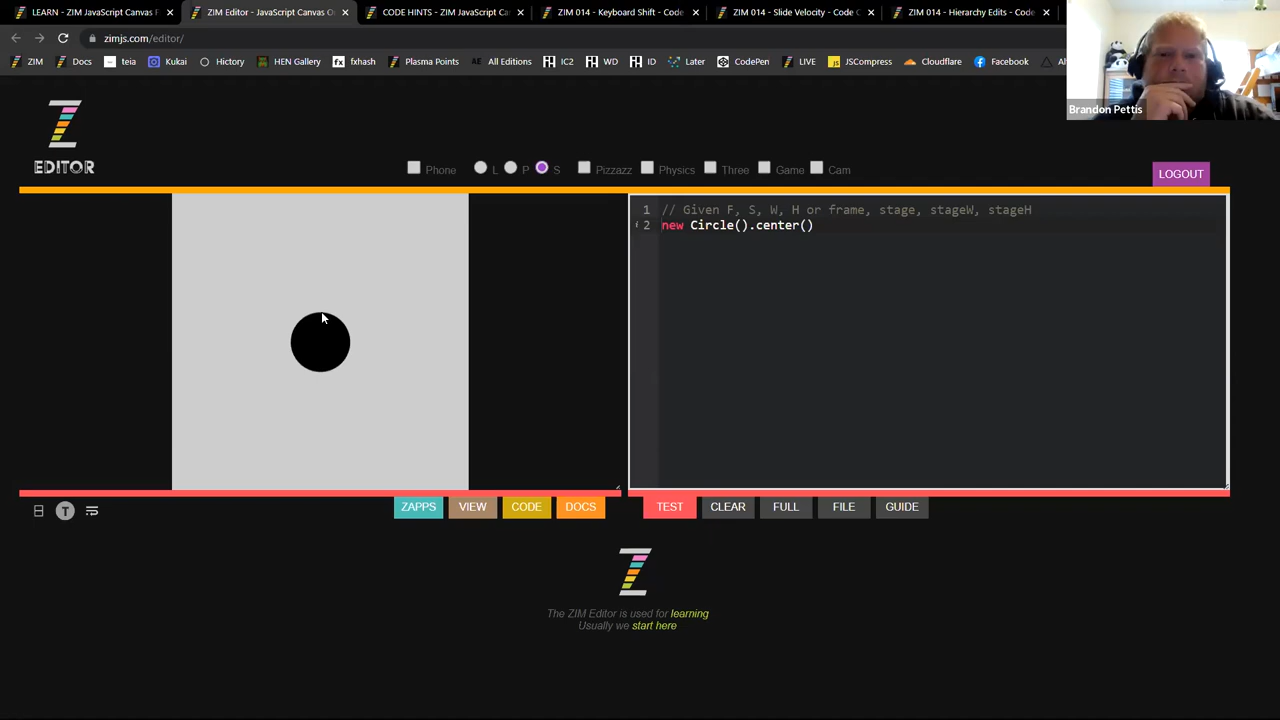 LEARN - ZIM JavaScript Canvas F
ZIM Editor - JavaScript Canvas O
CODE HINTS - ZIM JavaScript Ca
ZIM 014 - Keyboard Shift - Code
ZIM 014 - Slide Velocity - Code C
ZIM 014 - Hierarchy Edits - Code
zimjs.com/editor/
ZIM Docs teia Kukai Hictory HEN Gallery fxhash Plasma Points All Editions IC2 WD ID Later CodePen LIVE JSCompress Cloudflare Facebook
Brandon Pettis
EDITOR
Phone L P S Pizzazz Physics Three Game Cam
LOGOUT
1 // Given F, S, W, H or frame, stage, stageW, stageH
2 new Circle().center()
T
ZAPPS VIEW CODE DOCS TEST CLEAR FULL FILE GUIDE
The ZIM Editor is used for learning
Usually we start here